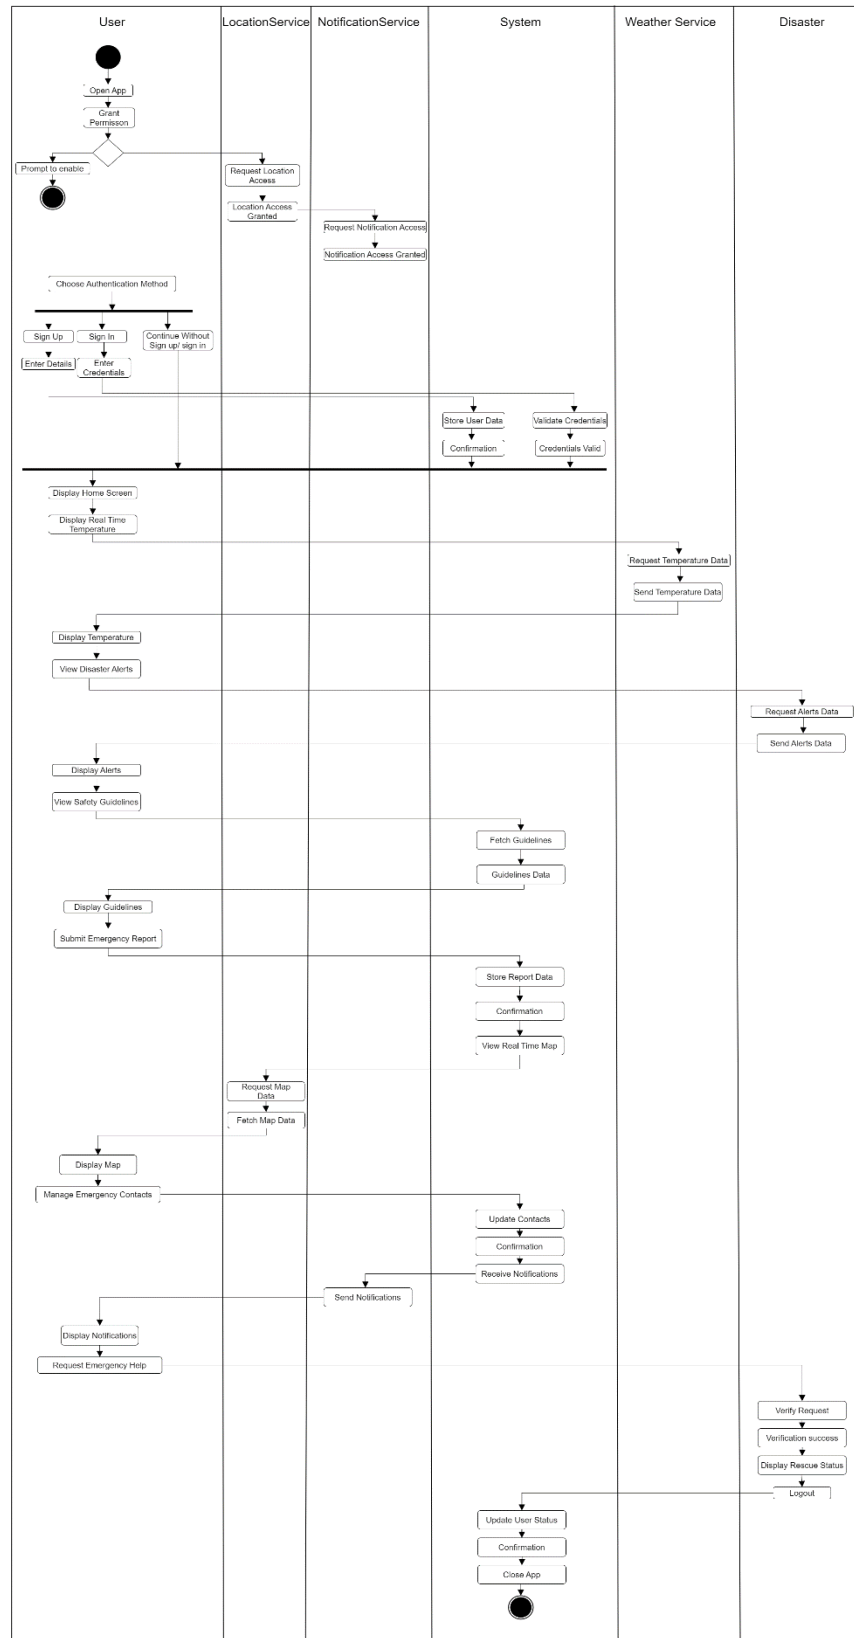 User
LocationService
NotificationService
System
Weather Service
Disaster
Open App
Grant
Permisson
Prompt to enable
Request Location
Access
Location Access
Granted
Request Notification Access
Notification Access Granted
Choose Authentication Method
Sign Up
Sign In
Continue Without
Sign up/ sign in
Enter Details
Enter
Credentials
Store User Data
Validate Credentials
Confirmation
Credentials Valid
Display Home Screen
Display Real Time
Temperature
Request Temperature Data
Send Temperature Data
Display Temperature
View Disaster Alerts
Request Alerts Data
Send Alerts Data
Display Alerts
View Safety Guidelines
Fetch Guidelines
Guidelines Data
Display Guidelines
Submit Emergency Report
Store Report Data
Confirmation
View Real Time Map
Request Map
Data
Fetch Map Data
Display Map
Manage Emergency Contacts
Update Contacts
Confirmation
Receive Notifications
Send Notifications
Display Notifications
Request Emergency Help
Verify Request
Verification success
Display Rescue Status
Logout
Update User Status
Confirmation
Close App